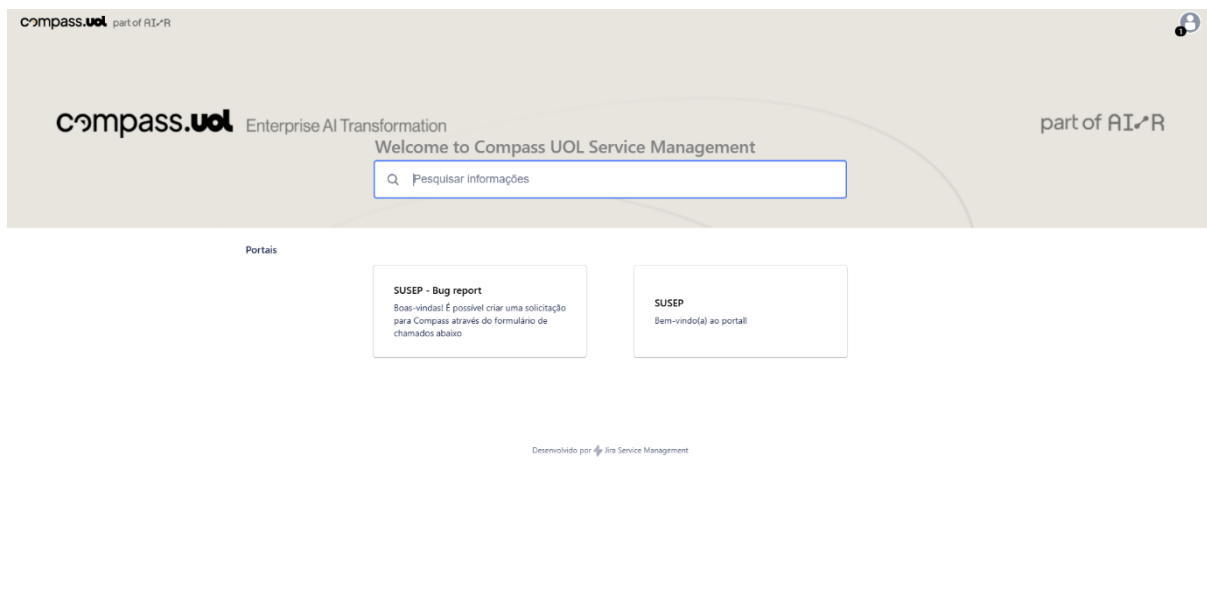 compass.uol part of AI/R
1
compass.uol Enterprise AI Transformation
part of AI/R
Welcome to Compass UOL Service Management
Pesquisar informações
Portais
SUSEP - Bug report
Boas-vindas! É possível criar uma solicitação
para Compass através do formulário de
chamados abaixo
SUSEP
Bem-vindo(a) ao portal!
Desenvolvido por Jira Service Management